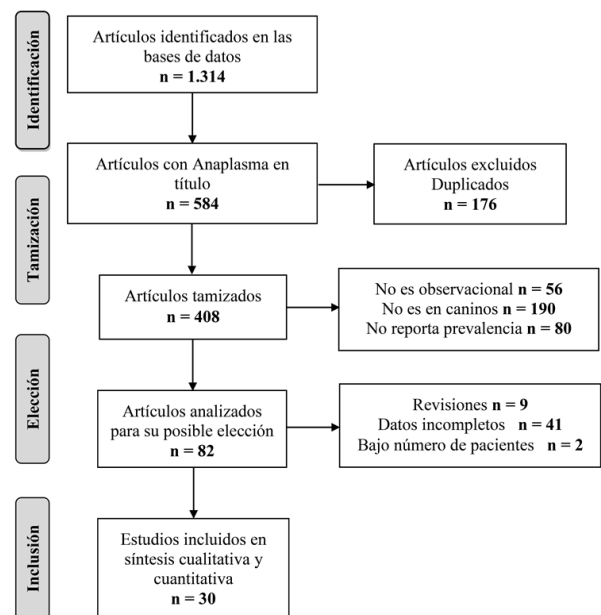 Identificación
Artículos identificados en las
bases de datos
n = 1.314
Tamización
Artículos con Anaplasma en
título
n = 584
Artículos excluidos
Duplicados
n = 176
Artículos tamizados
n = 408
No es observacional n = 56
No es en caninos n = 190
No reporta prevalencia n = 80
Elección
Artículos analizados
para su posible elección
n = 82
Revisiones n = 9
Datos incompletos n = 41
Bajo número de pacientes n = 2
Inclusión
Estudios incluidos en
síntesis cualitativa y
cuantitativa
n = 30